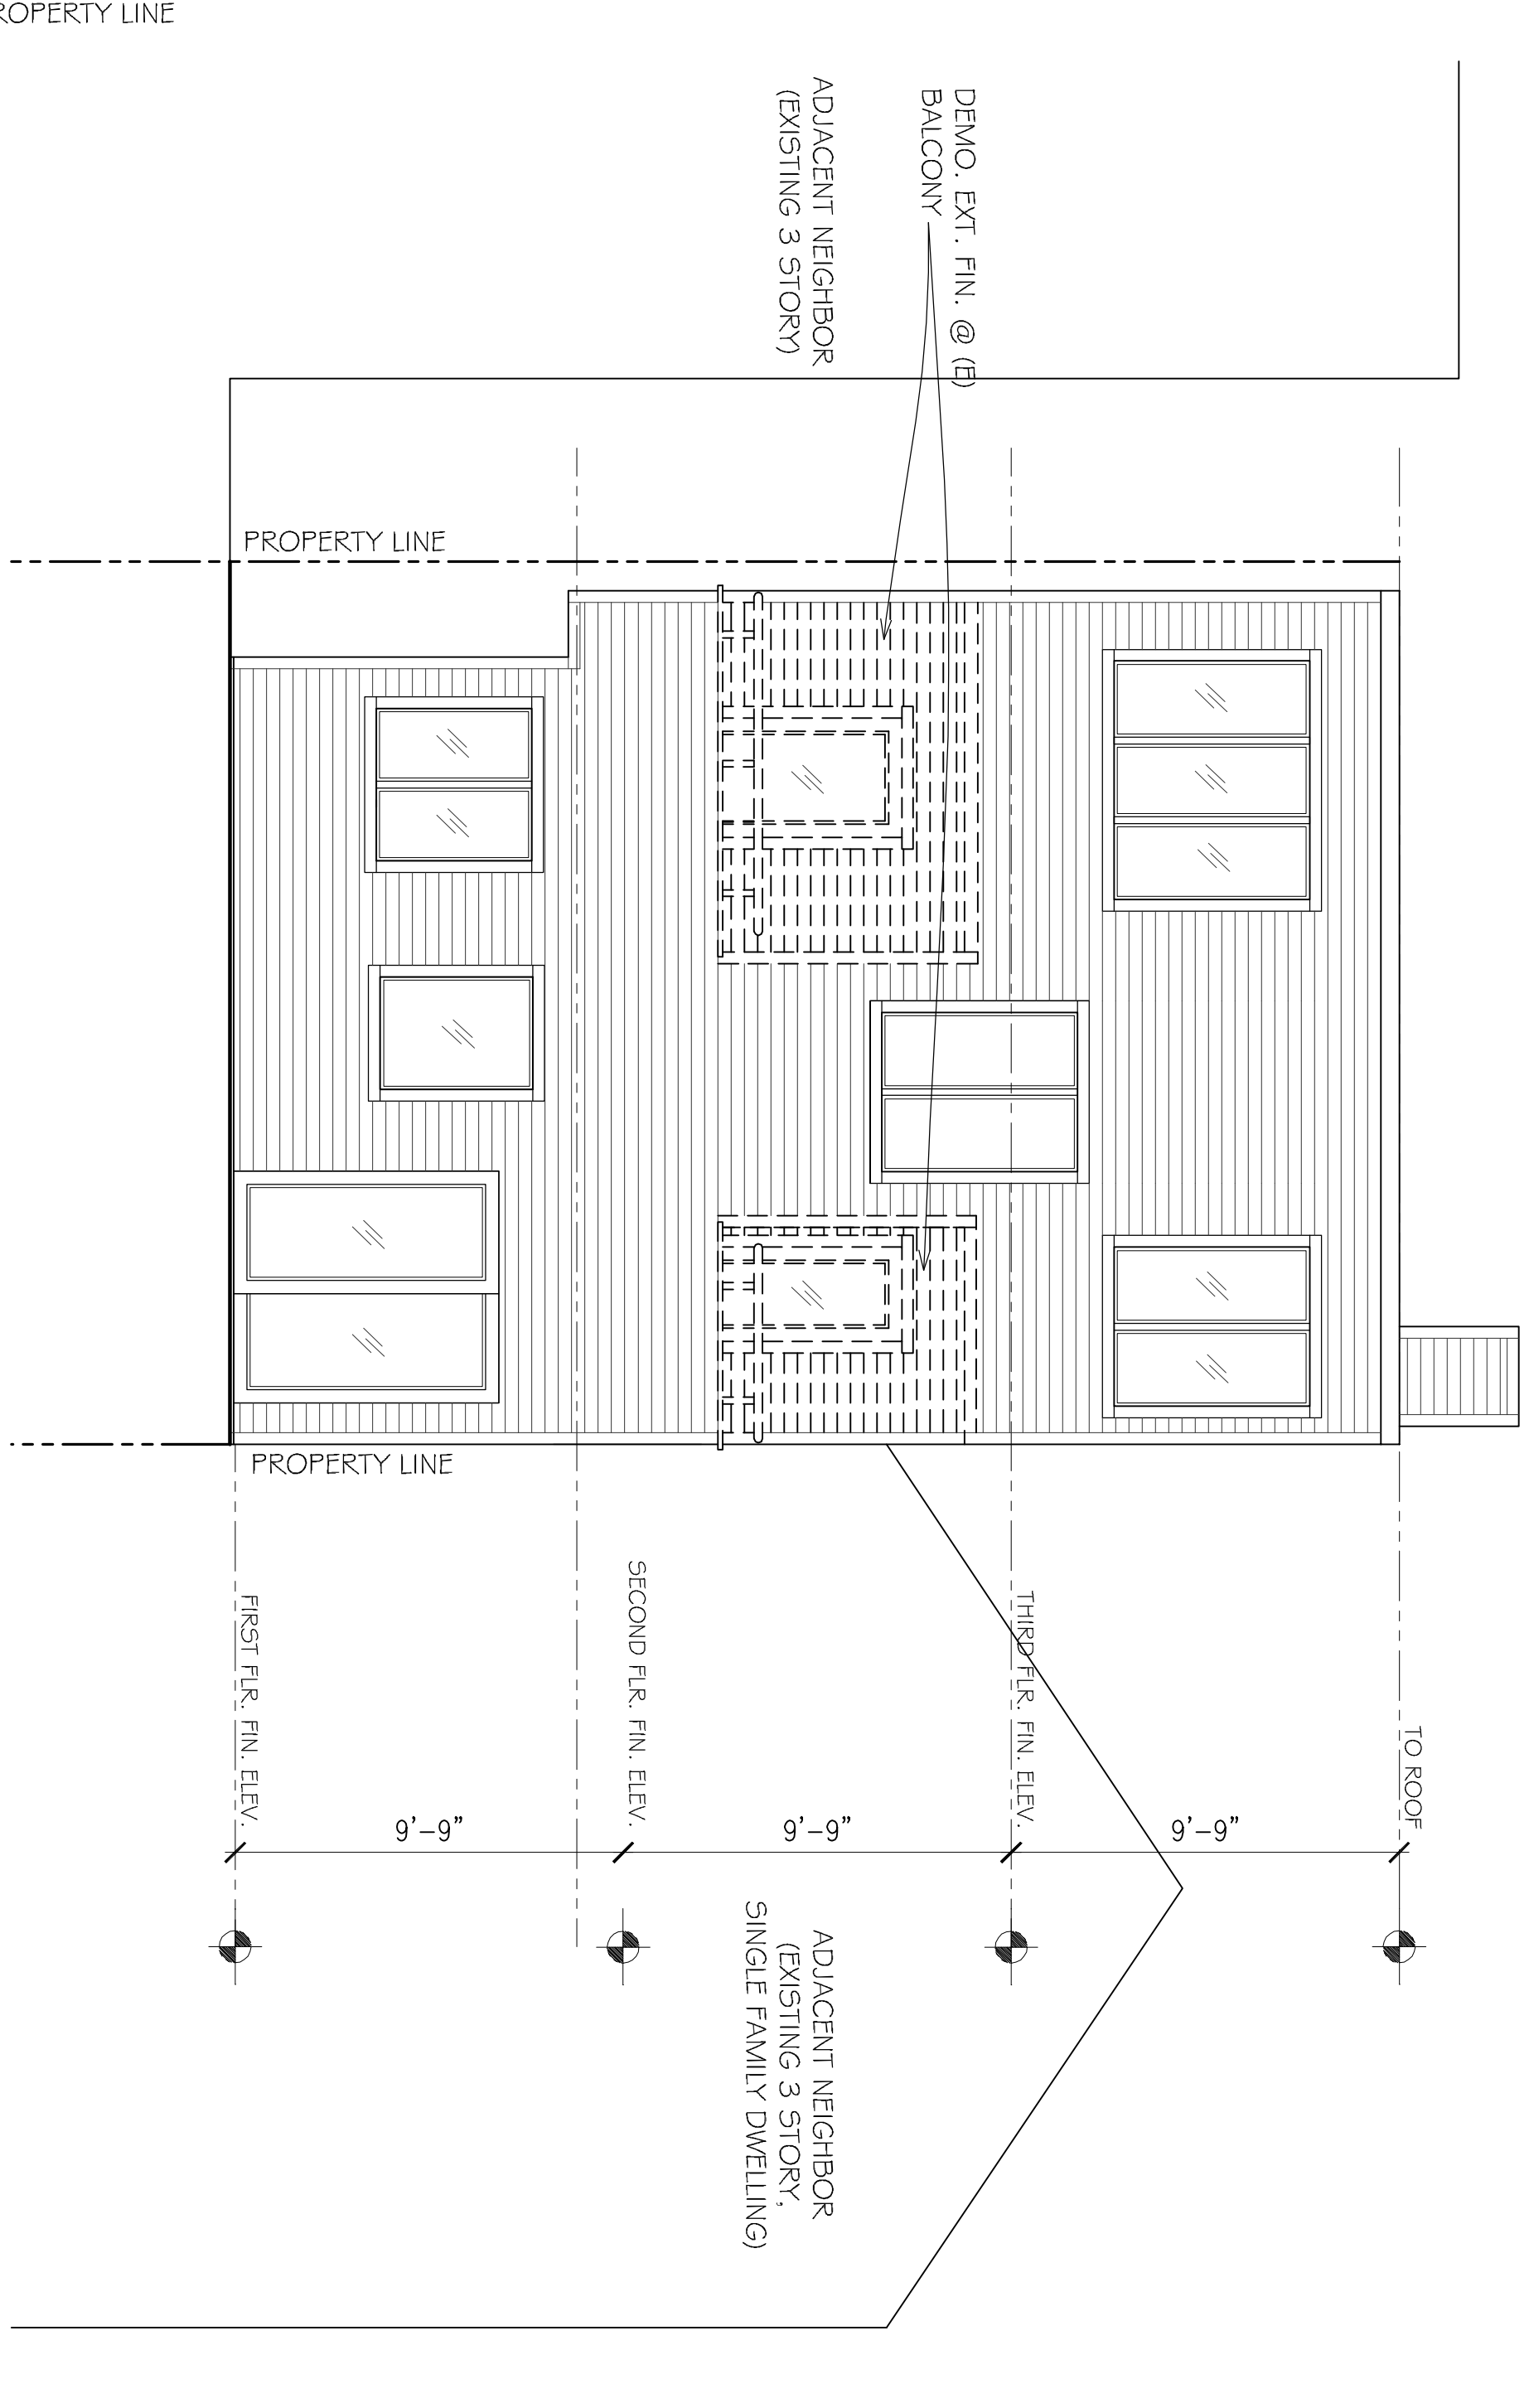 ROPERTY LINE
DEMO. EXT. FIN. @ (E)
BALCONY
ADJACENT NEIGHBOR
(EXISTING 3 STORY)
PROPERTY LINE
PROPERTY LINE
TO ROOF
THIRD FLR. FIN. ELEV.
SECOND FLR. FIN. ELEV.
FIRST FLR. FIN. ELEV.
9'-9"
9'-9"
9'-9"
ADJACENT NEIGHBOR
(EXISTING 3 STORY,
SINGLE FAMILY DWELLING)